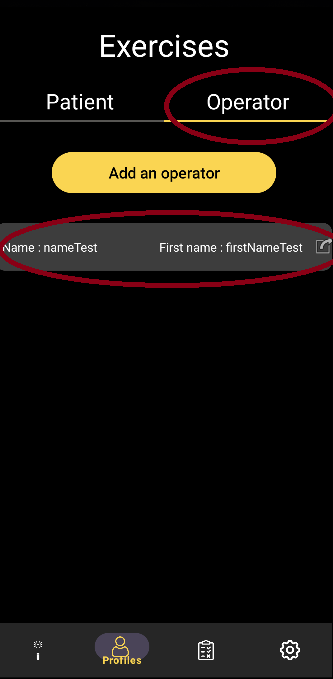 Exercises
Patient Operator
Add an operator
Name : nameTest First name : firstNameTest
Profiles